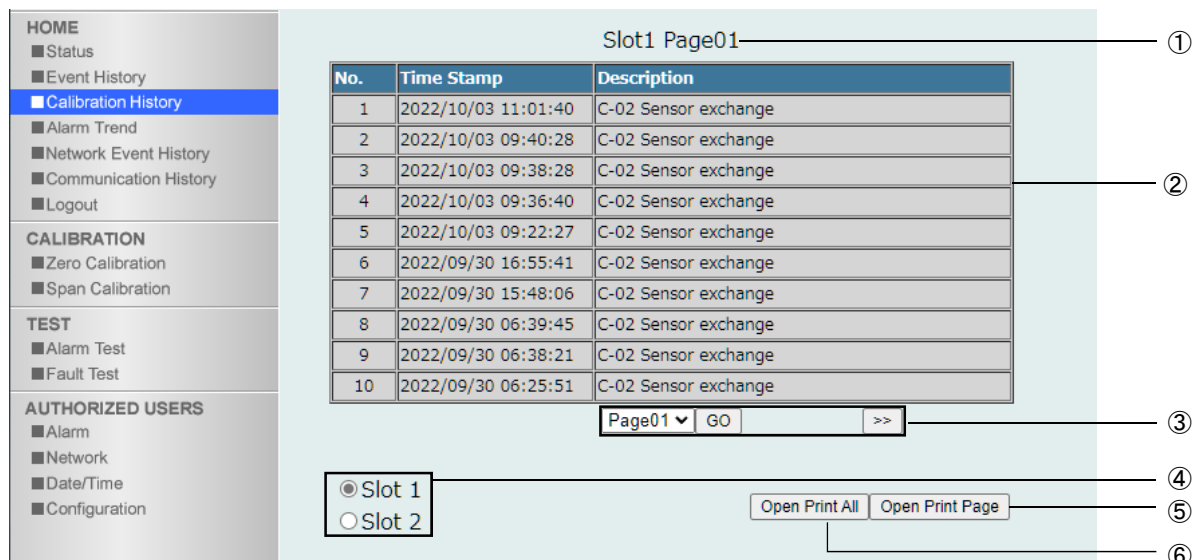 HOME
■Status
■Event History
■Calibration History
■Alarm Trend
■Network Event History
■Communication History
■Logout
CALIBRATION
■Zero Calibration
■Span Calibration
TEST
■Alarm Test
■Fault Test
AUTHORIZED USERS
■Alarm
■Network
■Date/Time
■Configuration
Slot1 Page01 ①
No. Time Stamp Description
1 2022/10/03 11:01:40 C-02 Sensor exchange
2 2022/10/03 09:40:28 C-02 Sensor exchange
3 2022/10/03 09:38:28 C-02 Sensor exchange
②
4 2022/10/03 09:36:40 C-02 Sensor exchange
5 2022/10/03 09:22:27 C-02 Sensor exchange
6 2022/09/30 16:55:41 C-02 Sensor exchange
7 2022/09/30 15:48:06 C-02 Sensor exchange
8 2022/09/30 06:39:45 C-02 Sensor exchange
9 2022/09/30 06:38:21 C-02 Sensor exchange
10 2022/09/30 06:25:51 C-02 Sensor exchange
Page01 GO >> ③
Slot 1 ④
Slot 2
Open Print All Open Print Page ⑤
⑥